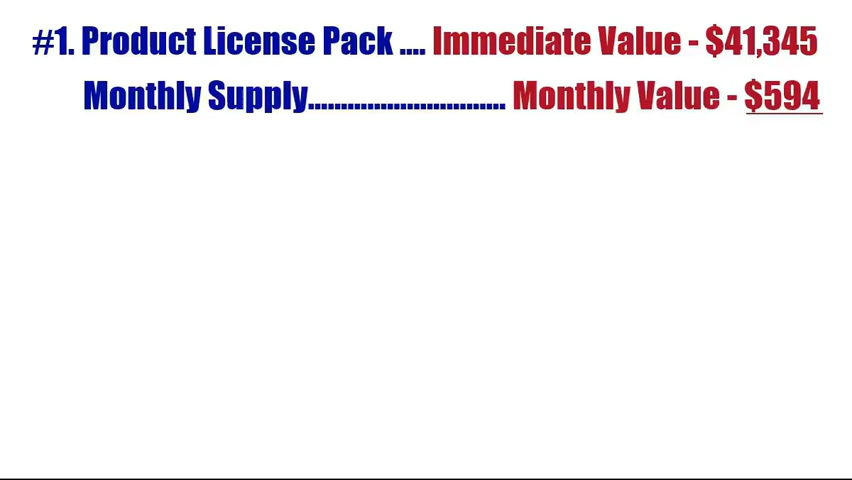 #1. Product License Pack .... Immediate Value - $41,345
Monthly Supply.............................. Monthly Value - $594